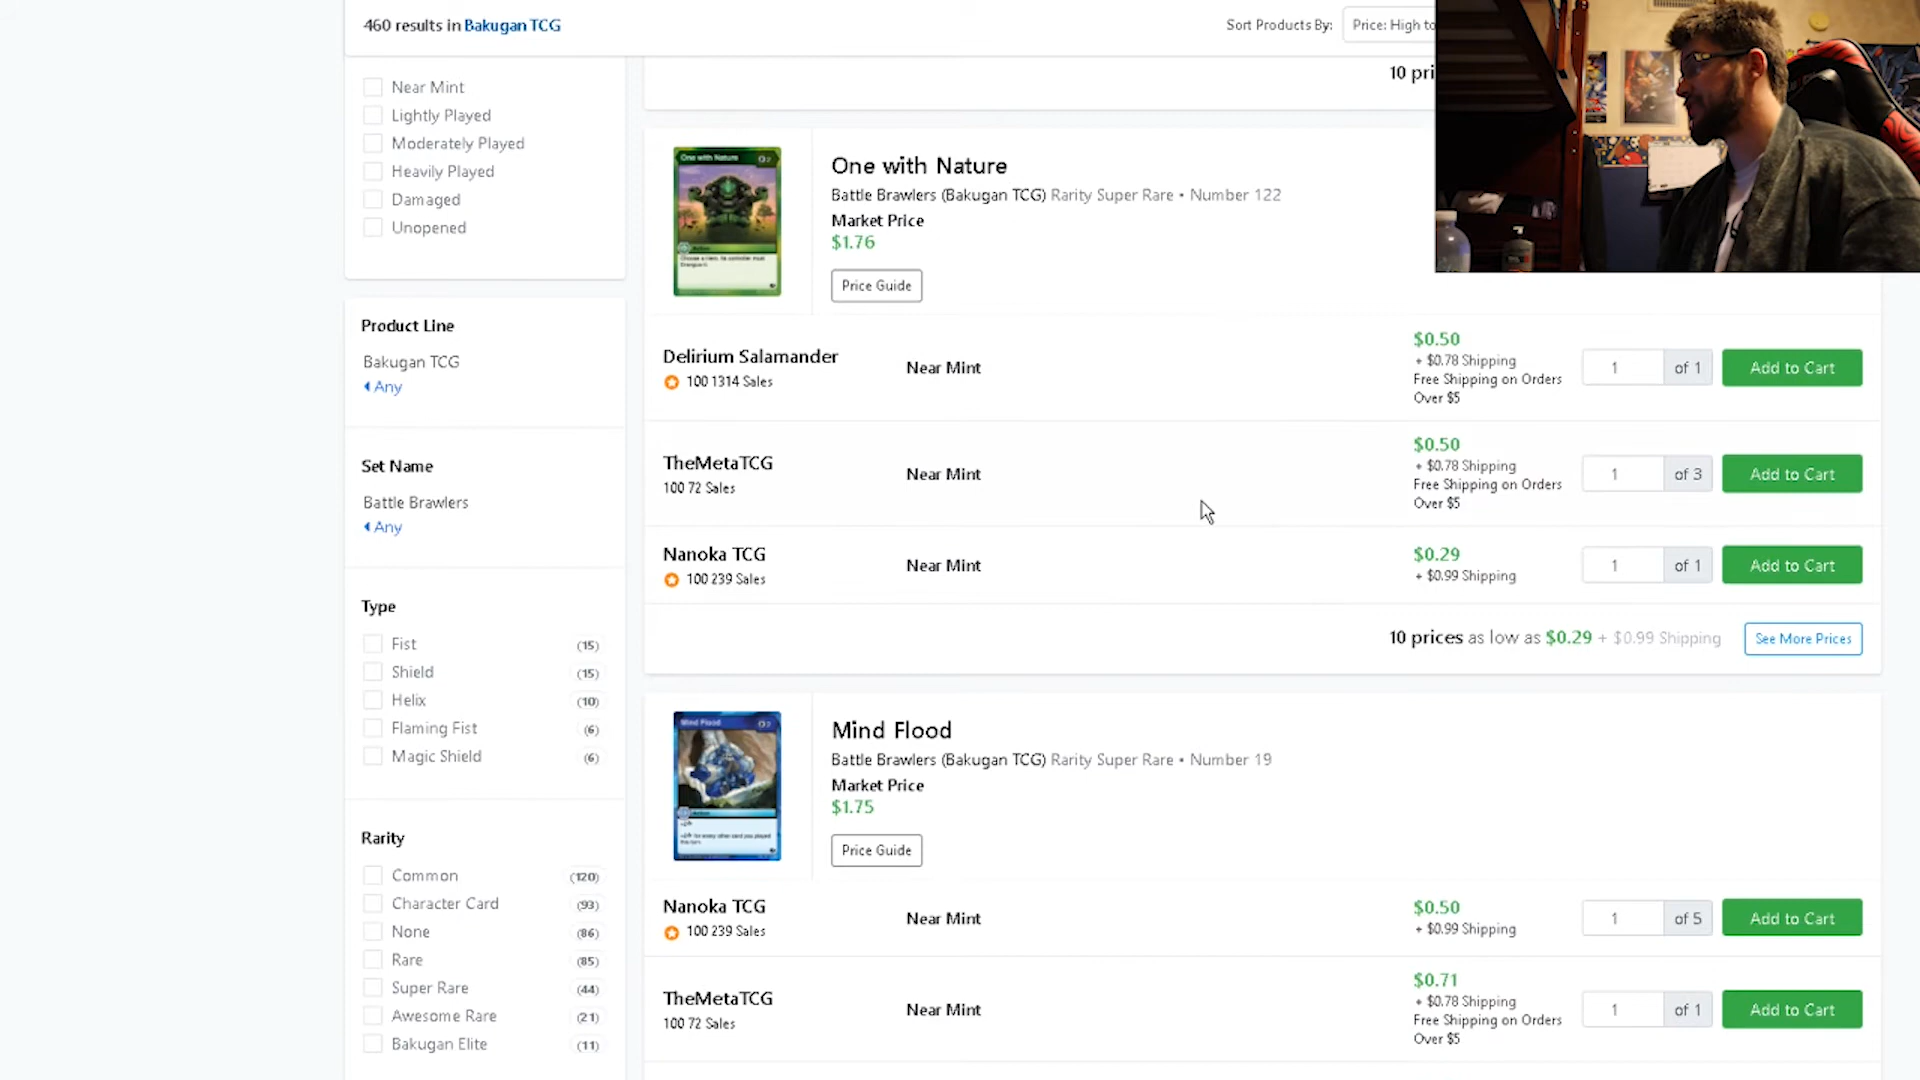 460 results in Bakugan TCG
Sort Products By:
Price: High to
Near Mint
Lightly Played
Moderately Played
Heavily Played
Damaged
Unopened
Product Line
Bakugan TCG
Any
Set Name
Battle Brawlers
Any
Type
Fist (15)
Shield (15)
Helix (10)
Flaming Fist (6)
Magic Shield (6)
Rarity
Common (120)
Character Card (93)
None (86)
Rare (85)
Super Rare (44)
Awesome Rare (21)
Bakugan Elite (11)
10 pri
One with Nature
One with Nature
Battle Brawlers (Bakugan TCG) Rarity Super Rare • Number 122
Market Price
$1.76
Price Guide
Delirium Salamander
100 1314 Sales
Near Mint
$0.50
+ $0.78 Shipping
Free Shipping on Orders
Over $5
1 of 1
Add to Cart
TheMetaTCG
100 72 Sales
Near Mint
$0.50
+ $0.78 Shipping
Free Shipping on Orders
Over $5
1 of 3
Add to Cart
Nanoka TCG
100 239 Sales
Near Mint
$0.29
+ $0.99 Shipping
1 of 1
Add to Cart
10 prices as low as $0.29 + $0.99 Shipping
See More Prices
Mind Flood
Mind Flood
Battle Brawlers (Bakugan TCG) Rarity Super Rare • Number 19
Market Price
$1.75
Price Guide
Nanoka TCG
100 239 Sales
Near Mint
$0.50
+ $0.99 Shipping
1 of 5
Add to Cart
TheMetaTCG
100 72 Sales
Near Mint
$0.71
+ $0.78 Shipping
Free Shipping on Orders
Over $5
1 of 1
Add to Cart